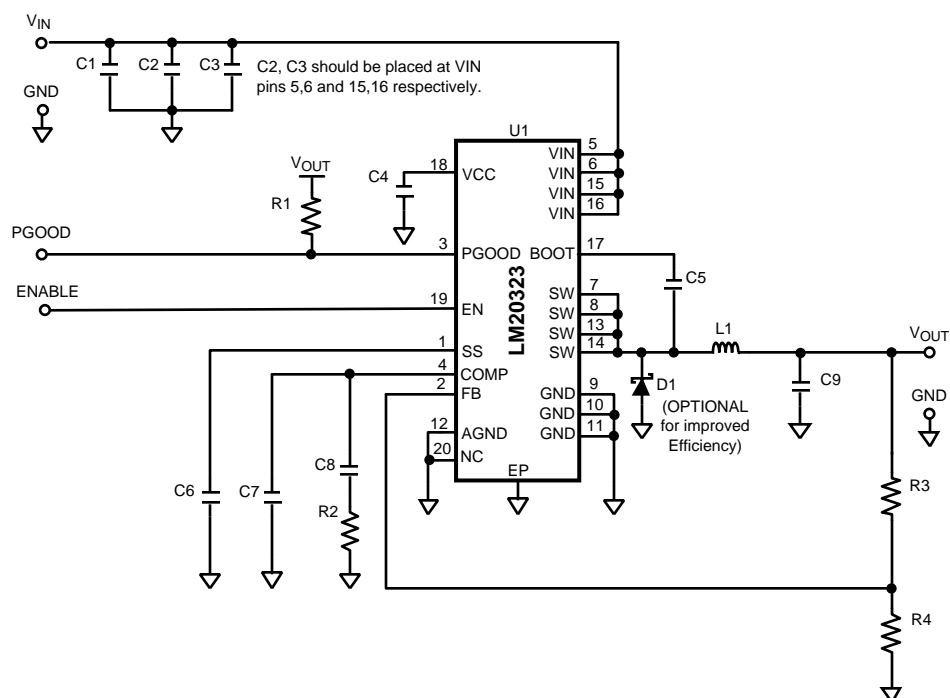 VIN
C1
C2
C3
C2, C3 should be placed at VIN
pins 5,6 and 15,16 respectively.
GND
U1
VOUT
R1
C4
18
VCC
VIN
5
VIN
6
VIN
15
VIN
16
PGOOD
3
PGOOD
BOOT
17
C5
ENABLE
19
EN
LM20323
SW
7
SW
8
SW
13
SW
14
L1
VOUT
1
SS
4
COMP
2
FB
D1
(OPTIONAL
for improved
Efficiency)
C9
GND
GND
9
GND
10
GND
11
12
AGND
20
NC
EP
C6
C7
C8
R2
R3
R4